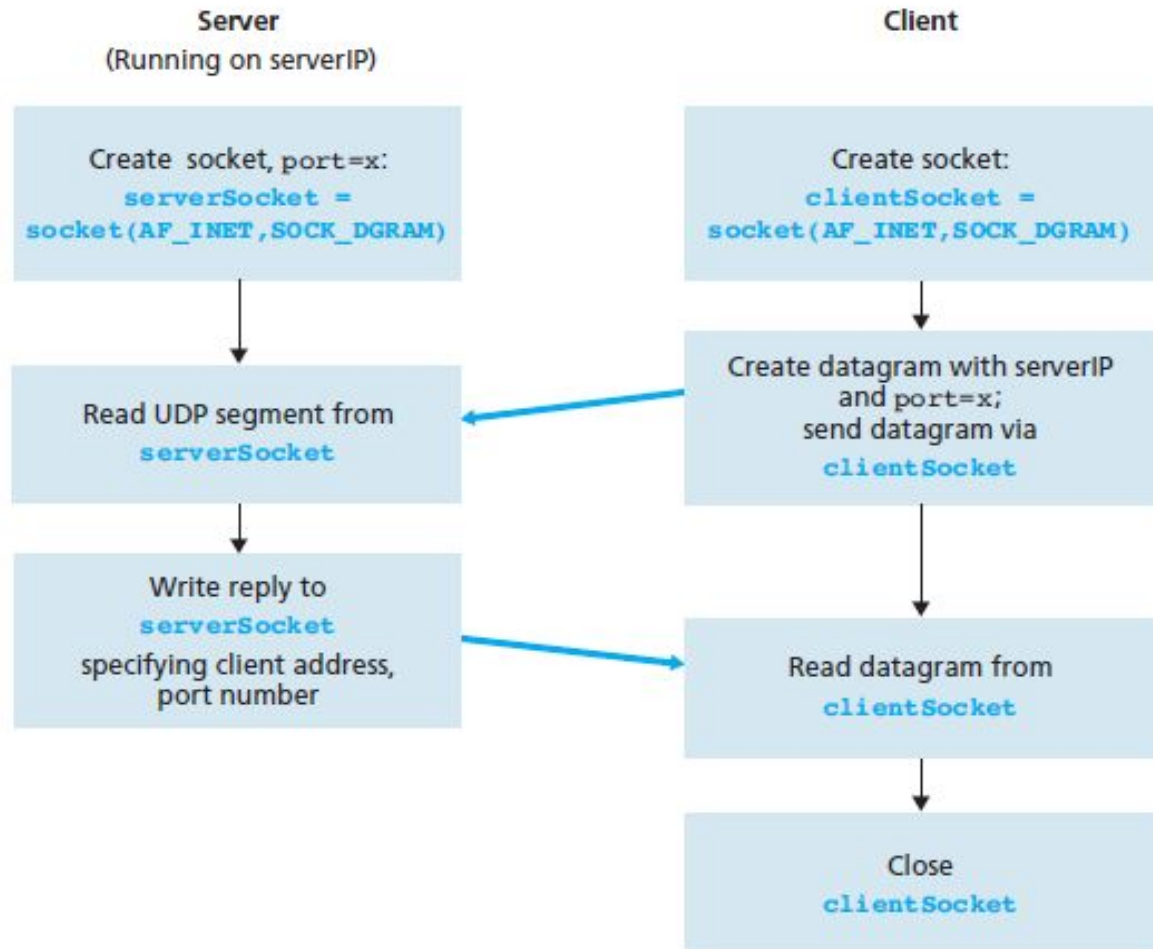 Server
(Running on serverIP)
Create socket, port=x:
serverSocket =
socket(AF_INET,SOCK_DGRAM)
Read UDP segment from
serverSocket
Write reply to
serverSocket
specifying client address,
port number
Client
Create socket:
clientSocket =
socket(AF_INET,SOCK_DGRAM)
Create datagram with serverIP
and port=x;
send datagram via
clientSocket
Read datagram from
clientSocket
Close
clientSocket